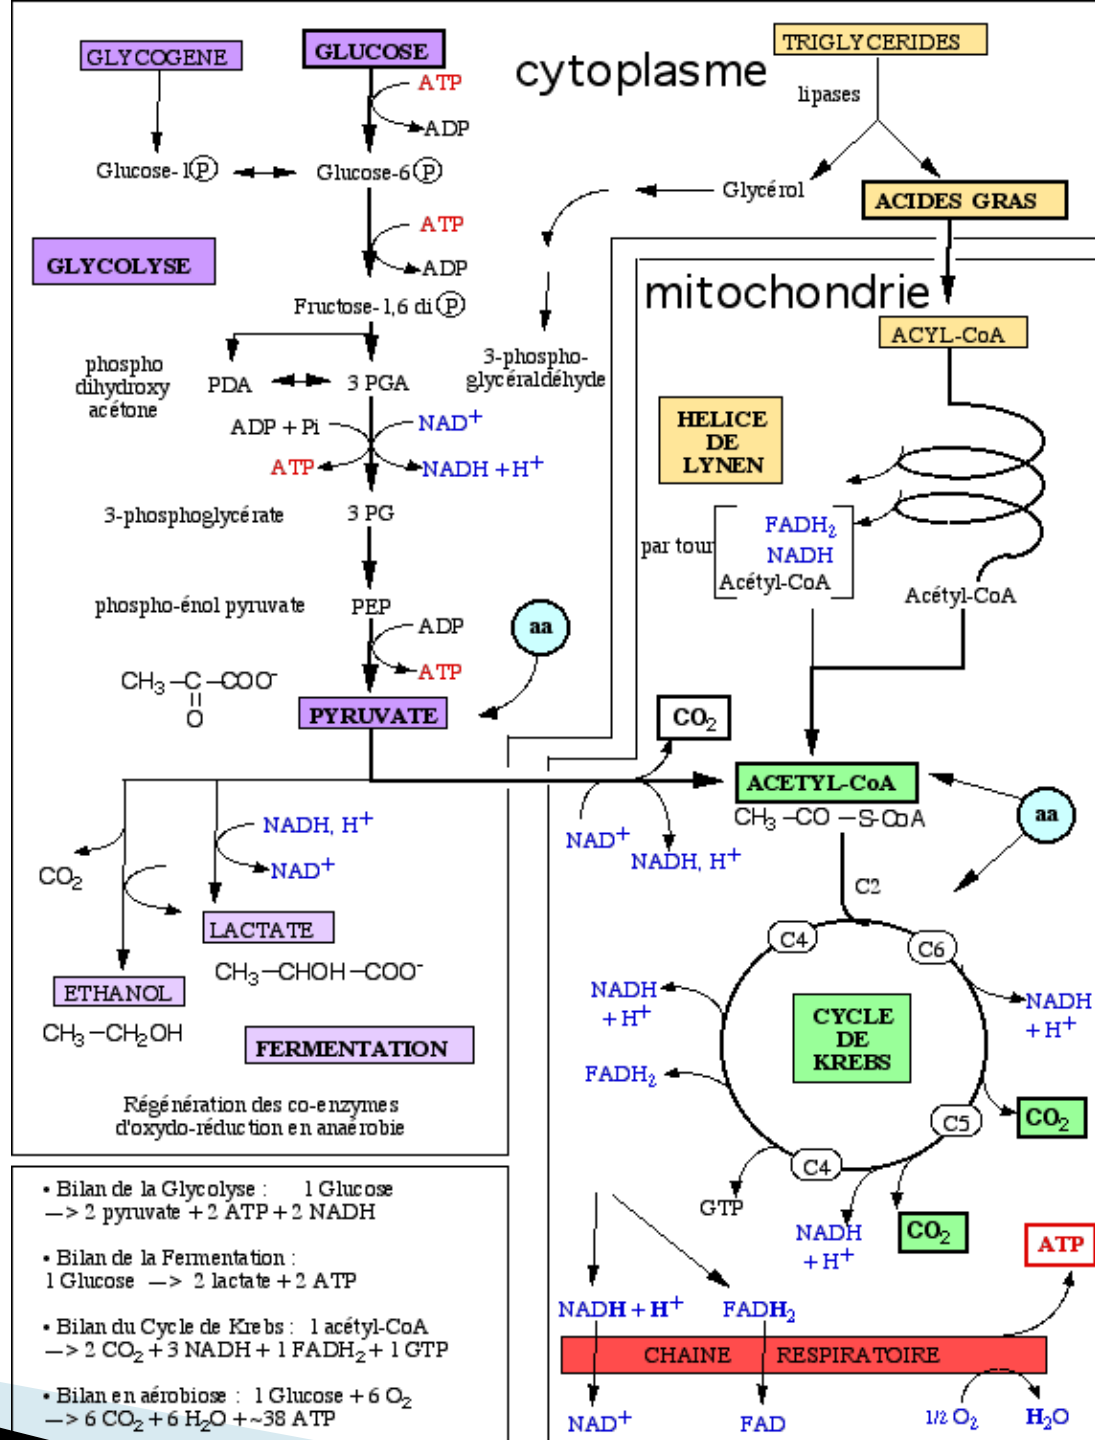 GLYCOGENE
GLUCOSE
cytoplasme
TRIGLYCERIDES
ATP
ADP
lipases
Glucose-1 P
Glucose-6 P
Glycérol
ACIDES GRAS
GLYCOLYSE
ATP
ADP
mitochondrie
Fructose-1,6 di P
ACYL-CoA
phospho
dihydroxy
acétone
PDA
3 PGA
3-phospho-
glycéraldéhyde
HELICE
DE
LYNEN
ADP + Pi
NAD+
ATP
NADH + H+
3-phosphoglycérate
3 PG
par tour
FADH2
NADH
Acétyl-CoA
Acétyl-CoA
phospho-énol pyruvate
PEP
ADP
ATP
aa
CH3-C-COO-
O
PYRUVATE
CO2
ACETYL-CoA
CH3-CO-S-CoA
aa
NAD+
NADH, H+
NADH, H+
NAD+
CO2
LACTATE
CH3-CHOH-COO-
ETHANOL
CH3-CH2OH
FERMENTATION
Régénération des co-enzymes
d'oxydo-réduction en anaérobie
C2
C4
C6
NADH
+ H+
NADH
+ H+
CYCLE
DE
KREBS
FADH2
CO2
C5
C4
GTP
NADH
+ H+
CO2
ATP
NADH + H+
FADH2
CHAINE RESPIRATOIRE
NAD+
FAD
1/2 O2
H2O
• Bilan de la Glycolyse : 1 Glucose
—> 2 pyruvate + 2 ATP + 2 NADH
• Bilan de la Fermentation :
1 Glucose —> 2 lactate + 2 ATP
• Bilan du Cycle de Krebs : 1 acétyl-CoA
—> 2 CO2 + 3 NADH + 1 FADH2 + 1 GTP
• Bilan en aérobiose : 1 Glucose + 6 O2
—> 6 CO2 + 6 H2O + ~38 ATP